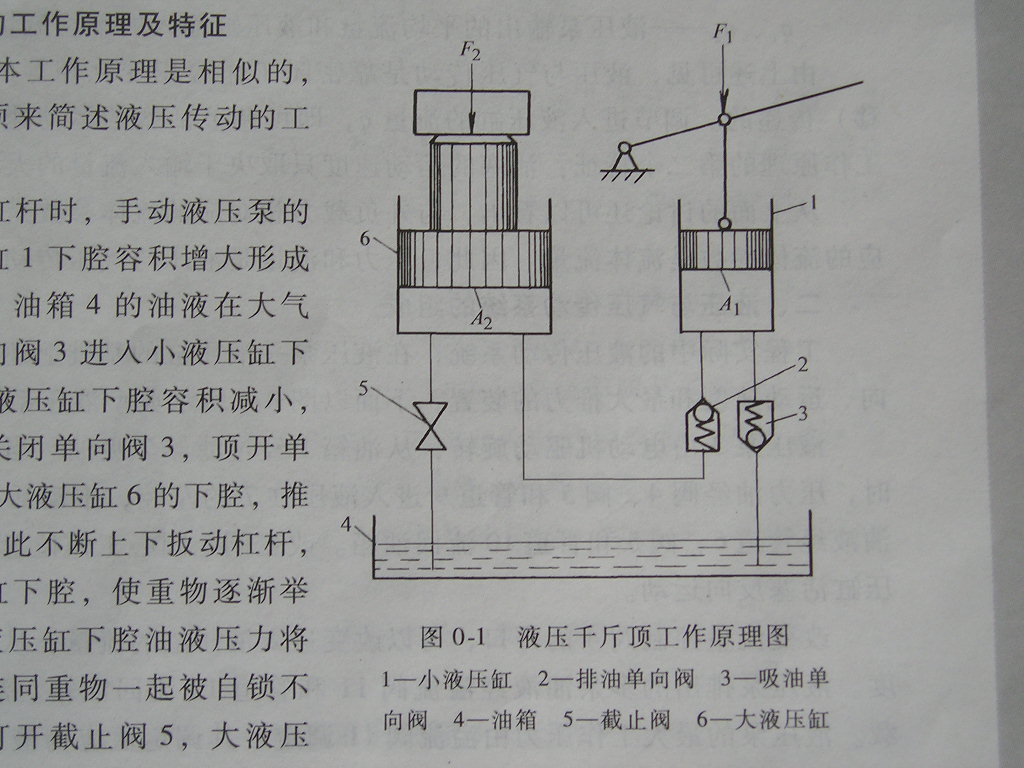 工作原理及特征
本工作原理是相似的，
来简述液压传动的工
杠杆时，手动液压泵的
缸 1 下腔容积增大形成
油箱 4 的油液在大气
向阀 3 进入小液压缸下
液压缸下腔容积减小，
关闭单向阀 3，顶开单
大液压缸 6 的下腔，推
此不断上下扳动杠杆，
缸下腔，使重物逐渐举
液压缸下腔油液压力将
连同重物一起被自锁不
打开截止阀 5，大液压
F2
F1
1
6
A2
A1
2
5
3
4
图 0-1 液压千斤顶工作原理图
1—小液压缸 2—排油单向阀 3—吸油单
向阀 4—油箱 5—截止阀 6—大液压缸